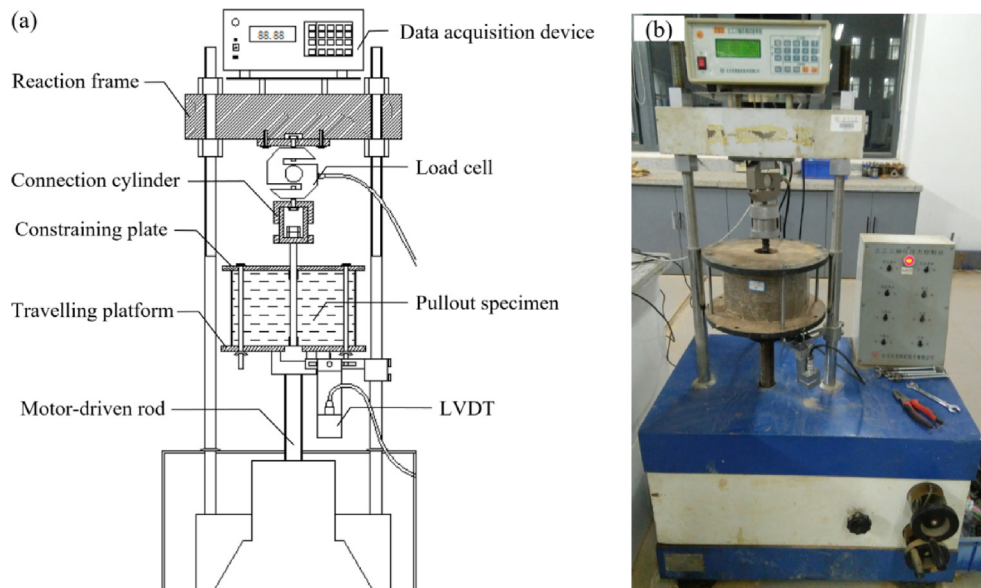 (a)
88.88
Data acquisition device
Reaction frame
Load cell
Connection cylinder
Constraining plate
Pullout specimen
Travelling platform
Motor-driven rod
LVDT
(b)